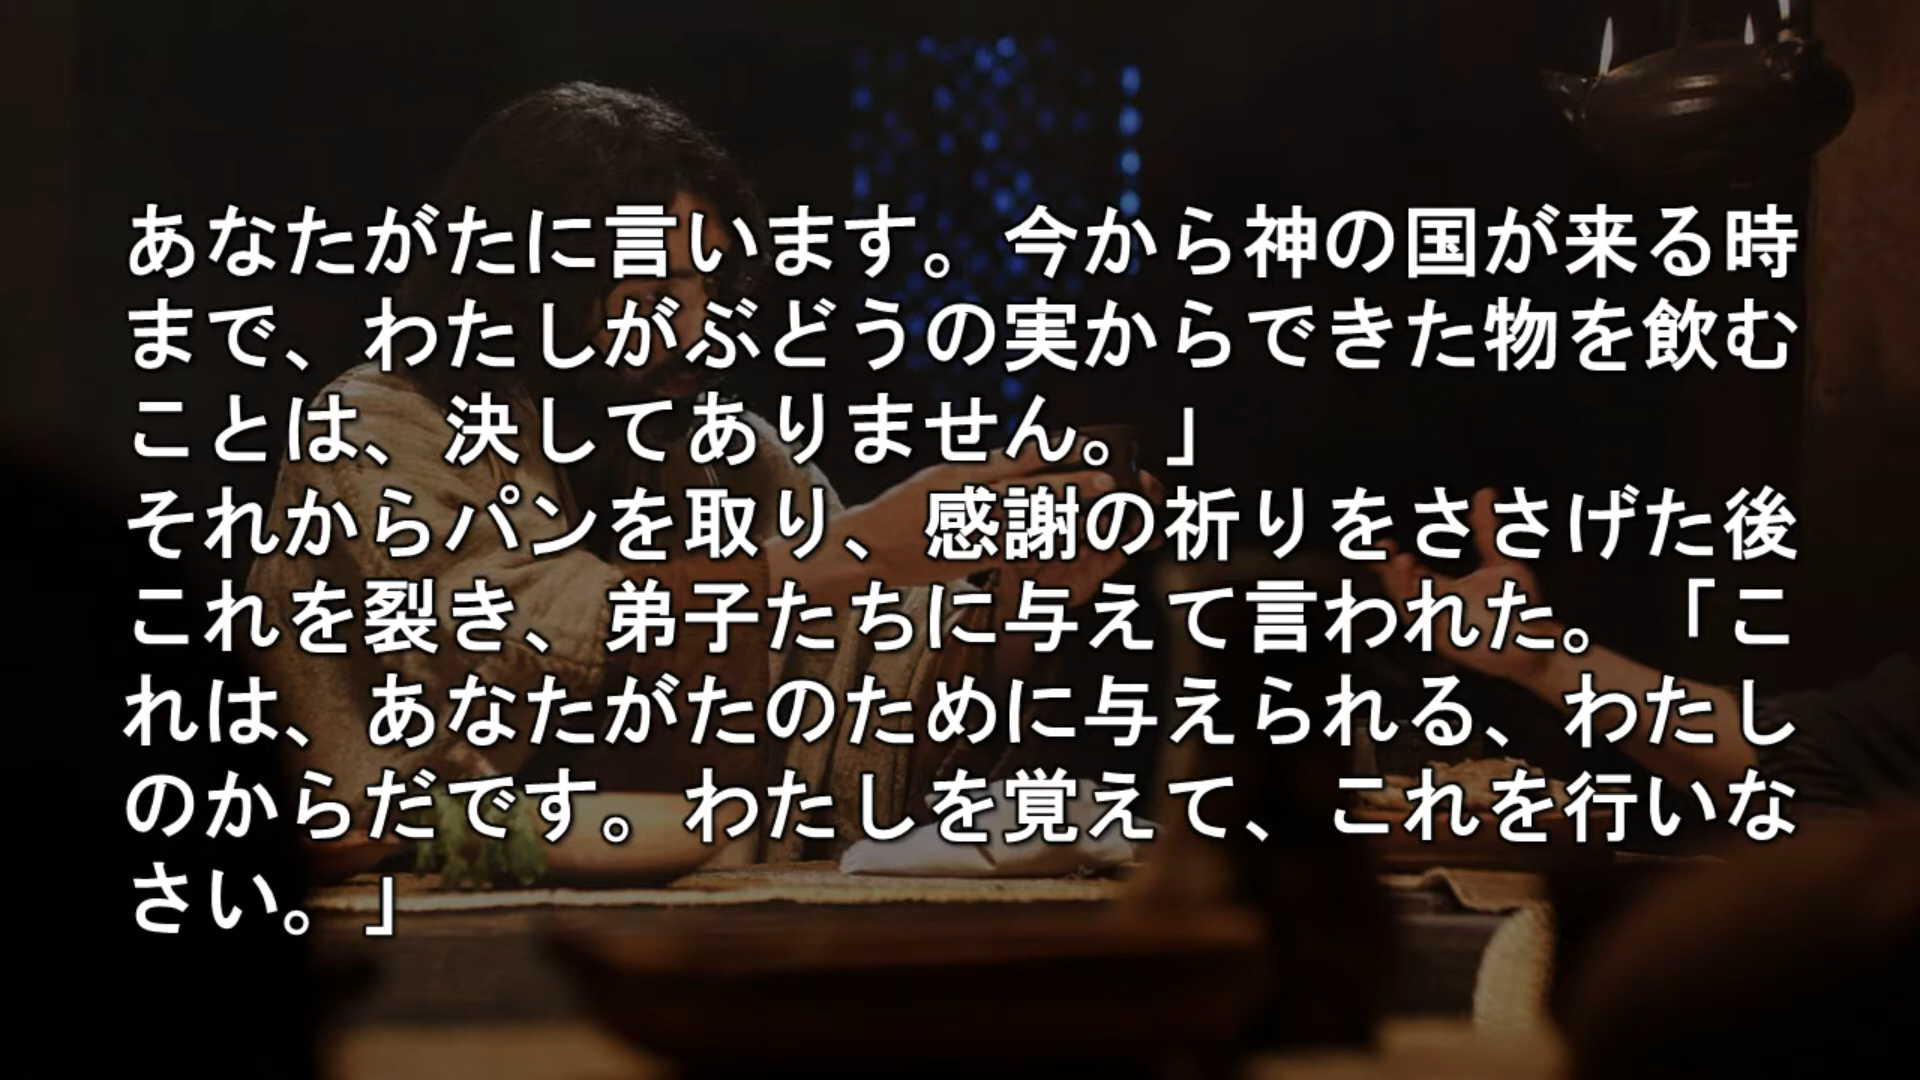 あなたがたに言います。今から神の国が来る時
まで、わたしがぶどうの実からできた物を飲む
ことは、決してありません。」
それからパンを取り、感謝の祈りをささげた後
これを裂き、弟子たちに与えて言われた。「こ
れは、あなたがたのために与えられる、わたし
のからだです。わたしを覚えて、これを行いな
さい。」